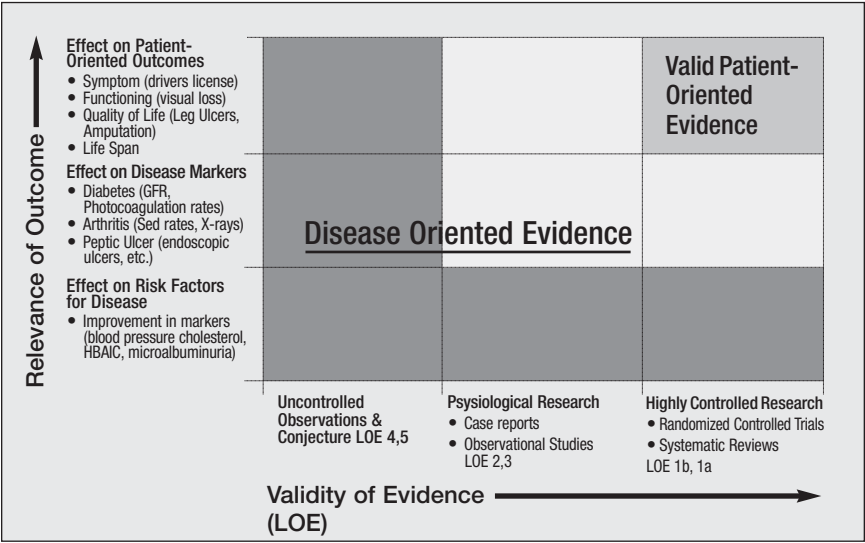 Relevance of Outcome
Effect on Patient-
Oriented Outcomes
• Symptom (drivers license)
• Functioning (visual loss)
• Quality of Life (Leg Ulcers,
Amputation)
• Life Span
Effect on Disease Markers
• Diabetes (GFR,
Photocoagulation rates)
• Arthritis (Sed rates, X-rays)
• Peptic Ulcer (endoscopic
ulcers, etc.)
Effect on Risk Factors
for Disease
• Improvement in markers
(blood pressure cholesterol,
HBAIC, microalbuminuria)
Valid Patient-
Oriented
Evidence
Disease Oriented Evidence
Uncontrolled
Observations &
Conjecture LOE 4,5
Psysiological Research
• Case reports
• Observational Studies
LOE 2,3
Highly Controlled Research
• Randomized Controlled Trials
• Systematic Reviews
LOE 1b, 1a
Validity of Evidence
(LOE)